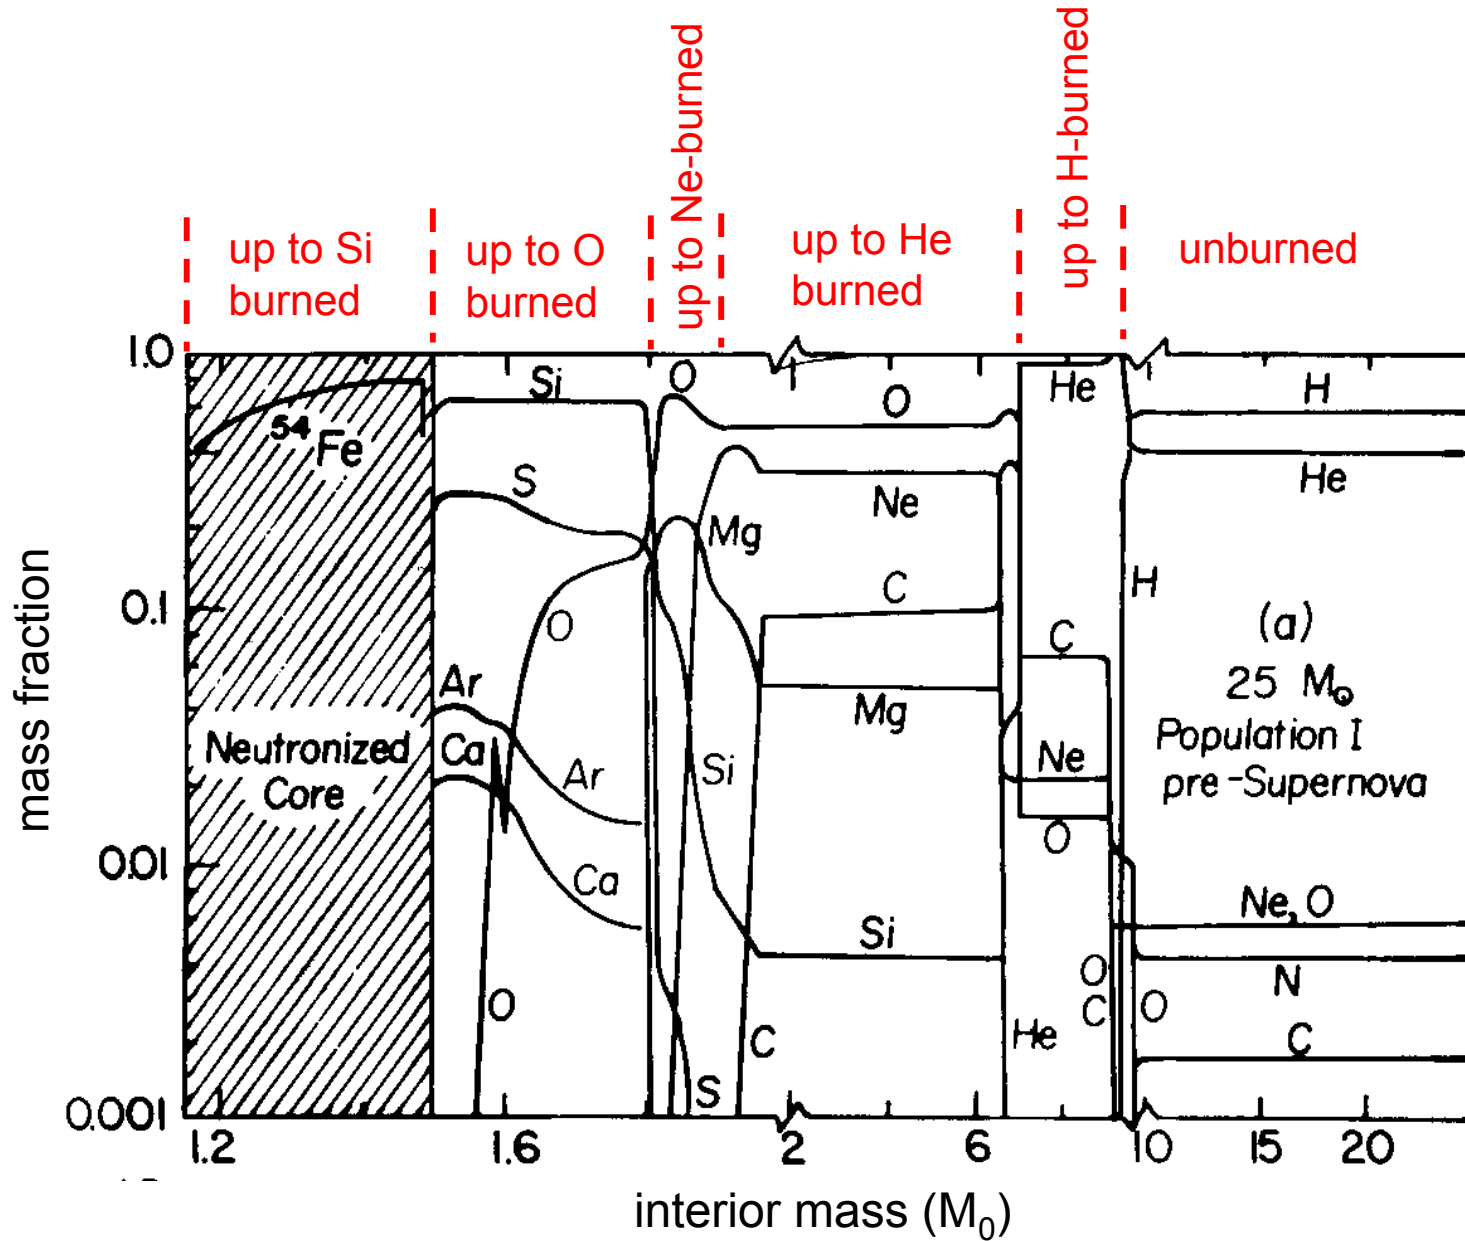 up to Si
burned
up to O
burned
up to Ne-burned
up to He
burned
up to H-burned
unburned
mass fraction
1.0
0.1
0.01
0.001
54Fe
Neutronized
Core
Si
S
O
Ar
Ca
O
Ar
Ca
O
O
Mg
Si
S
O
Ne
C
Mg
Si
C
He
He
C
Ne
O
O
C
H
O
H
He
(a)
25 M⊙
Population I
pre-Supernova
Ne, O
N
C
1.2
1.6
2
6
10
15
20
interior mass (M0)